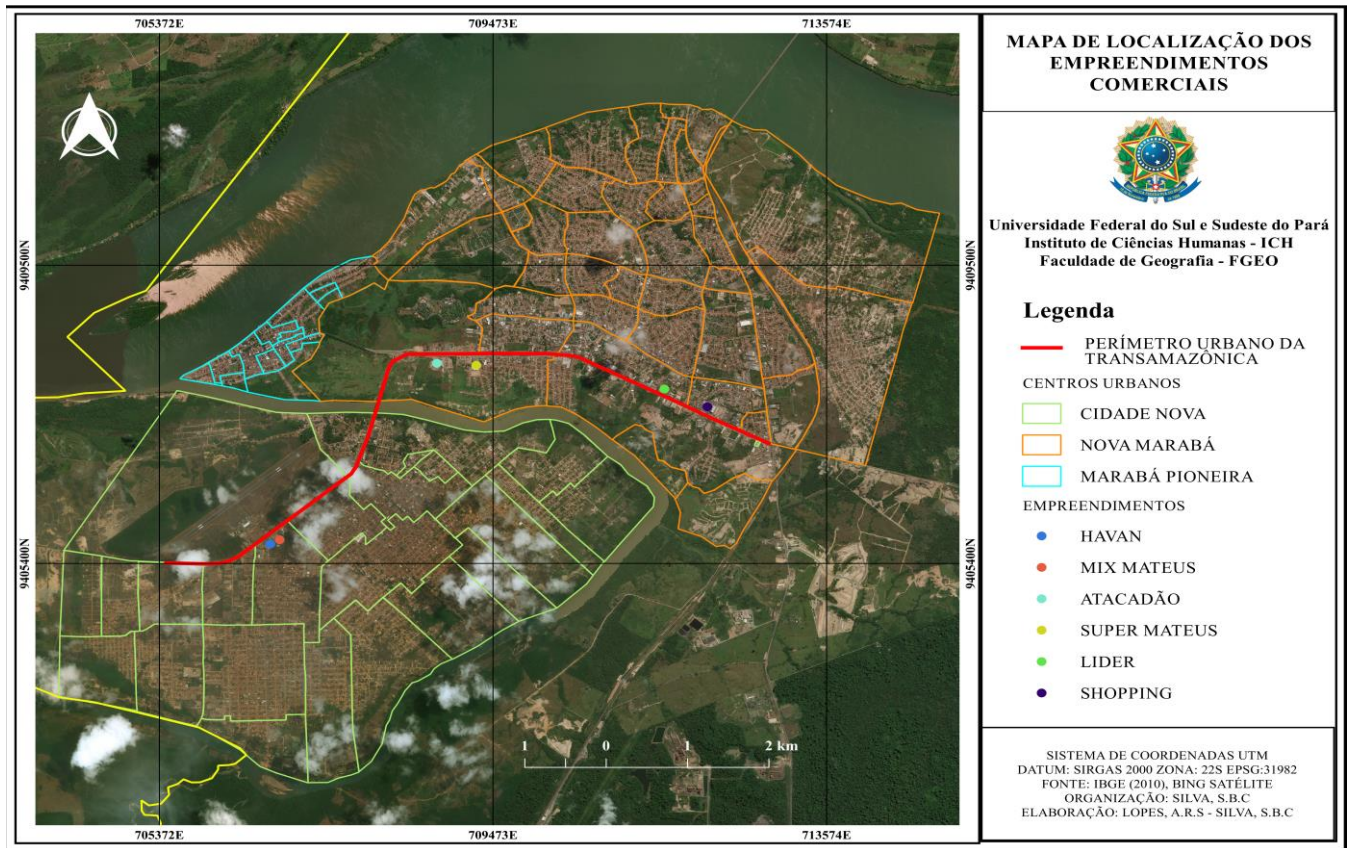 705372E
709473E
713574E
9409500N
9409500N
9405400N
9405400N
1
0
1
2 km
705372E
709473E
713574E
MAPA DE LOCALIZAÇÃO DOS
EMPREENDIMENTOS
COMERCIAIS
Universidade Federal do Sul e Sudeste do Pará
Instituto de Ciências Humanas - ICH
Faculdade de Geografia - FGEO
Legenda
PERÍMETRO URBANO DA
TRANSAMAZÔNICA
CENTROS URBANOS
CIDADE NOVA
NOVA MARABÁ
MARABÁ PIONEIRA
EMPREENDIMENTOS
HAVAN
MIX MATEUS
ATACADÃO
SUPER MATEUS
LIDER
SHOPPING
SISTEMA DE COORDENADAS UTM
DATUM: SIRGAS 2000 ZONA: 22S EPSG:31982
FONTE: IBGE (2010), BING SATÉLITE
ORGANIZAÇÃO: SILVA, S.B.C
ELABORAÇÃO: LOPES, A.R.S - SILVA, S.B.C